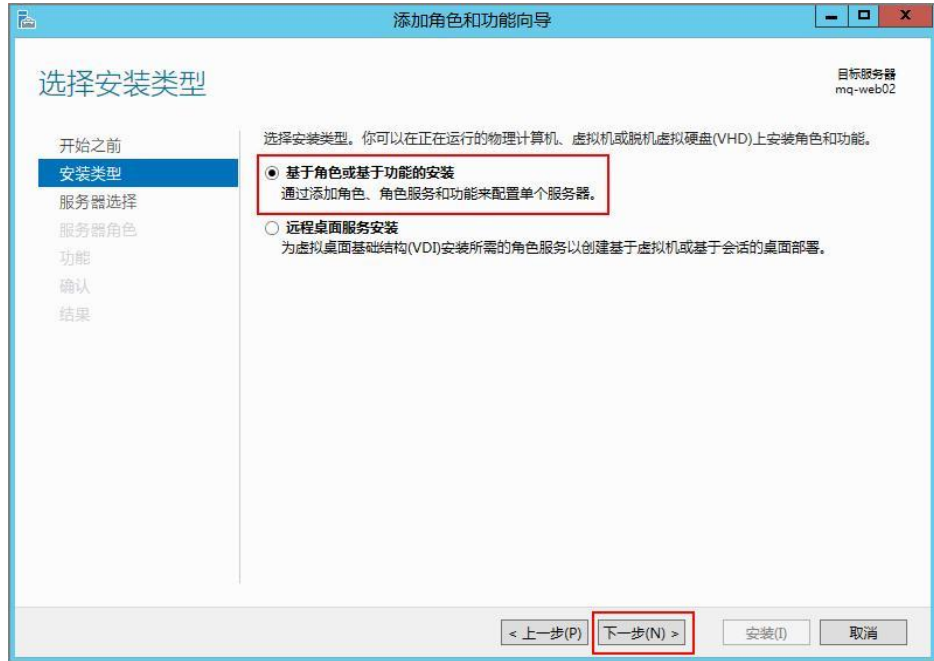 添加角色和功能向导
选择安装类型
目标服务器
mq-web02
开始之前
安装类型
服务器选择
服务器角色
功能
确认
结果
选择安装类型。你可以在正在运行的物理计算机、虚拟机或脱机虚拟硬盘(VHD)上安装角色和功能。
基于角色或基于功能的安装
通过添加角色、角色服务和功能来配置单个服务器。
远程桌面服务安装
为虚拟桌面基础结构(VDI)安装所需的角色服务以创建基于虚拟机或基于会话的桌面部署。
< 上一步(P)
下一步(N) >
安装(I)
取消